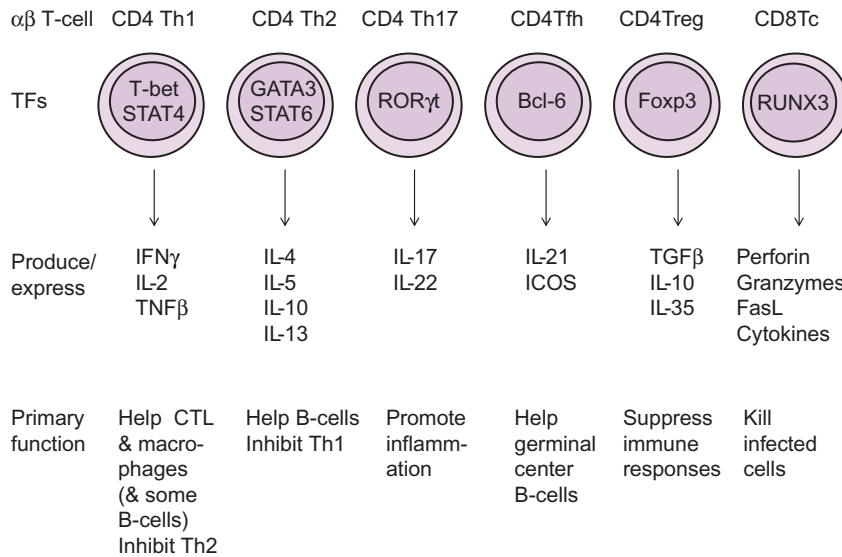 αβ T-cell CD4 Th1 CD4 Th2 CD4 Th17 CD4Tfh CD4Treg CD8Tc
TFs
T-bet
STAT4
GATA3
STAT6
RORγt
Bcl-6
Foxp3
RUNX3
Produce/
express
IFNγ
IL-2
TNFβ
IL-4
IL-5
IL-10
IL-13
IL-17
IL-22
IL-21
ICOS
TGFβ
IL-10
IL-35
Perforin
Granzymes
FasL
Cytokines
Primary
function
Help CTL
& macro-
phages
(& some
B-cells)
Inhibit Th2
Help B-cells
Inhibit Th1
Promote
inflamm-
ation
Help
germinal
center
B-cells
Suppress
immune
responses
Kill
infected
cells